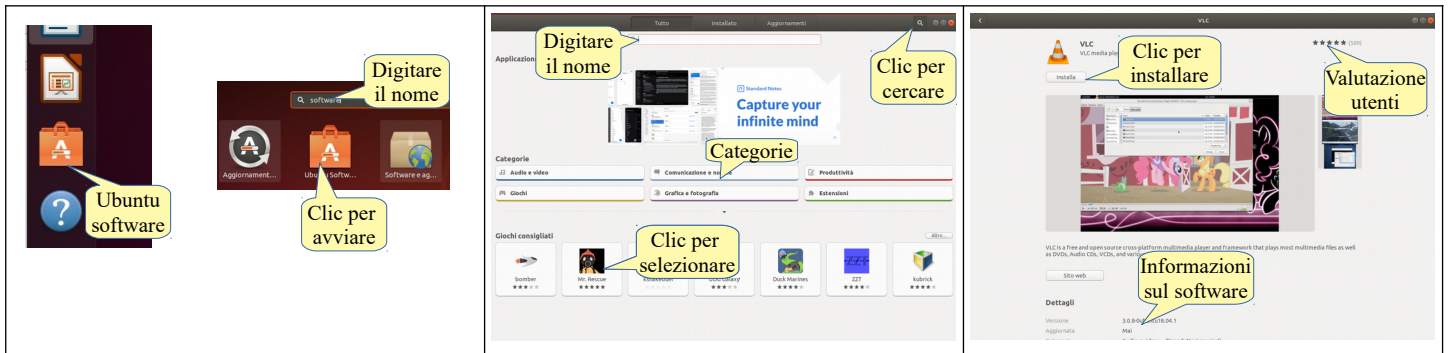 Ubuntu
software
Digitare
il nome
software
Aggiornament...
Ubuntu Softw...
Software e ag...
Clic per
avviare
Tutto
Installato
Aggiornamenti
Digitare
il nome
Clic per
cercare
Standard Notes
Capture your
infinite mind
Categorie
Categorie
Audio e video
Produttività
Giochi
Grafica e fotografia
Estensioni
Giochi consigliati
Altro...
Clic per
selezionare
bomber
Mr. Rescue
Duck Marines
ZZT
kubrick
VLC
VLC
VLC media
Installa
Clic per
installare
(589)
Valutazione
utenti
VLC is a free and open source cross-platform multimedia player and framework that plays most multimedia files as well
as DVDs, Audio CDs, VCDs, and
Sito web
Informazioni
sul software
Dettagli
Versione
Aggiornata Mai